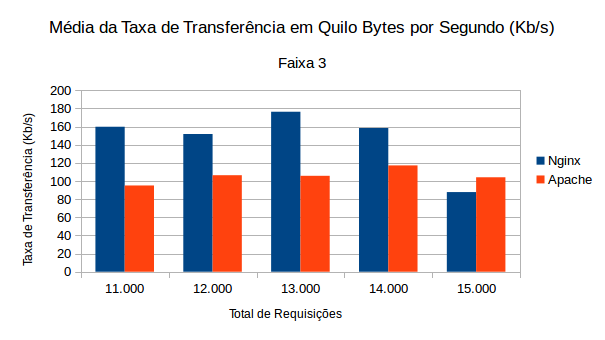 Média da Taxa de Transferência em Quilo Bytes por Segundo (Kb/s)
Faixa 3
200
180
160
140
120
100
80
60
40
20
0
Taxa de Transferência (Kb/s)
Nginx
Apache
11.000 12.000 13.000 14.000 15.000
Total de Requisições